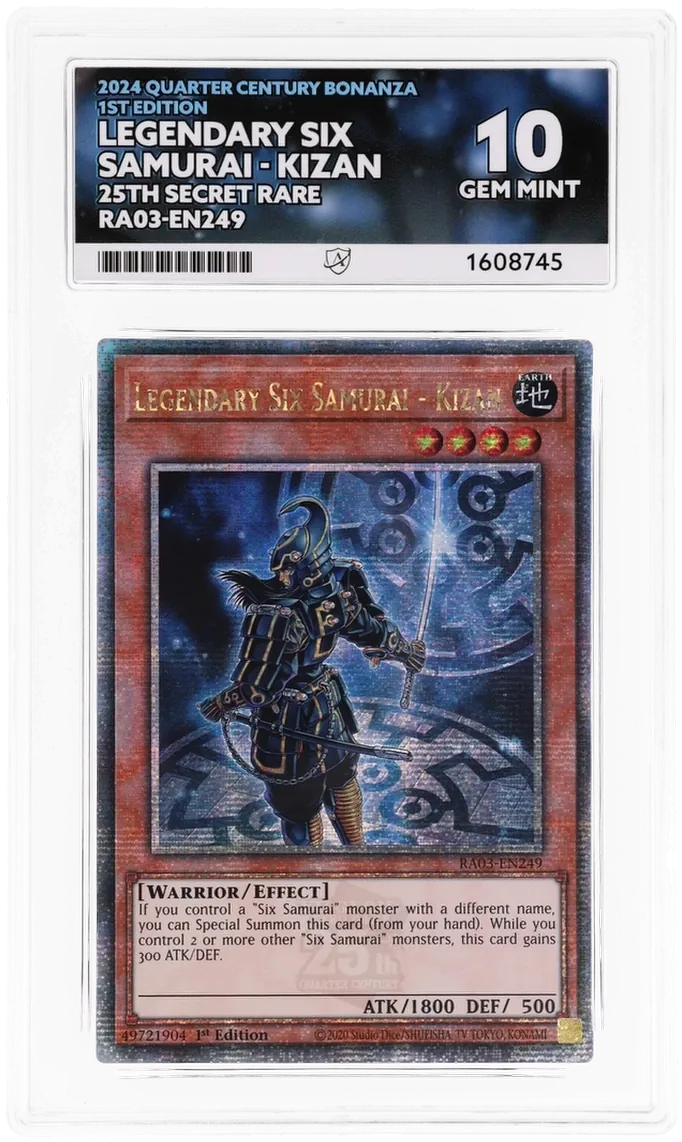 2024 QUARTER CENTURY BONANZA
1ST EDITION
LEGENDARY SIX
SAMURAI - KIZAN
25TH SECRET RARE
RA03-EN249
10
GEM MINT
1608745
LEGENDARY SIX SAMURAI - KIZAN
EARTH
地
RA03-EN249
[WARRIOR/EFFECT]
If you control a "Six Samurai" monster with a different name,
you can Special Summon this card (from your hand). While you
control 2 or more other "Six Samurai" monsters, this card gains
300 ATK/DEF.
25th
QUARTER CENTURY
ATK/1800 DEF/ 500
49721904 1st Edition ©2020 Studio Dice/SHUEISHA, TV TOKYO, KONAMI